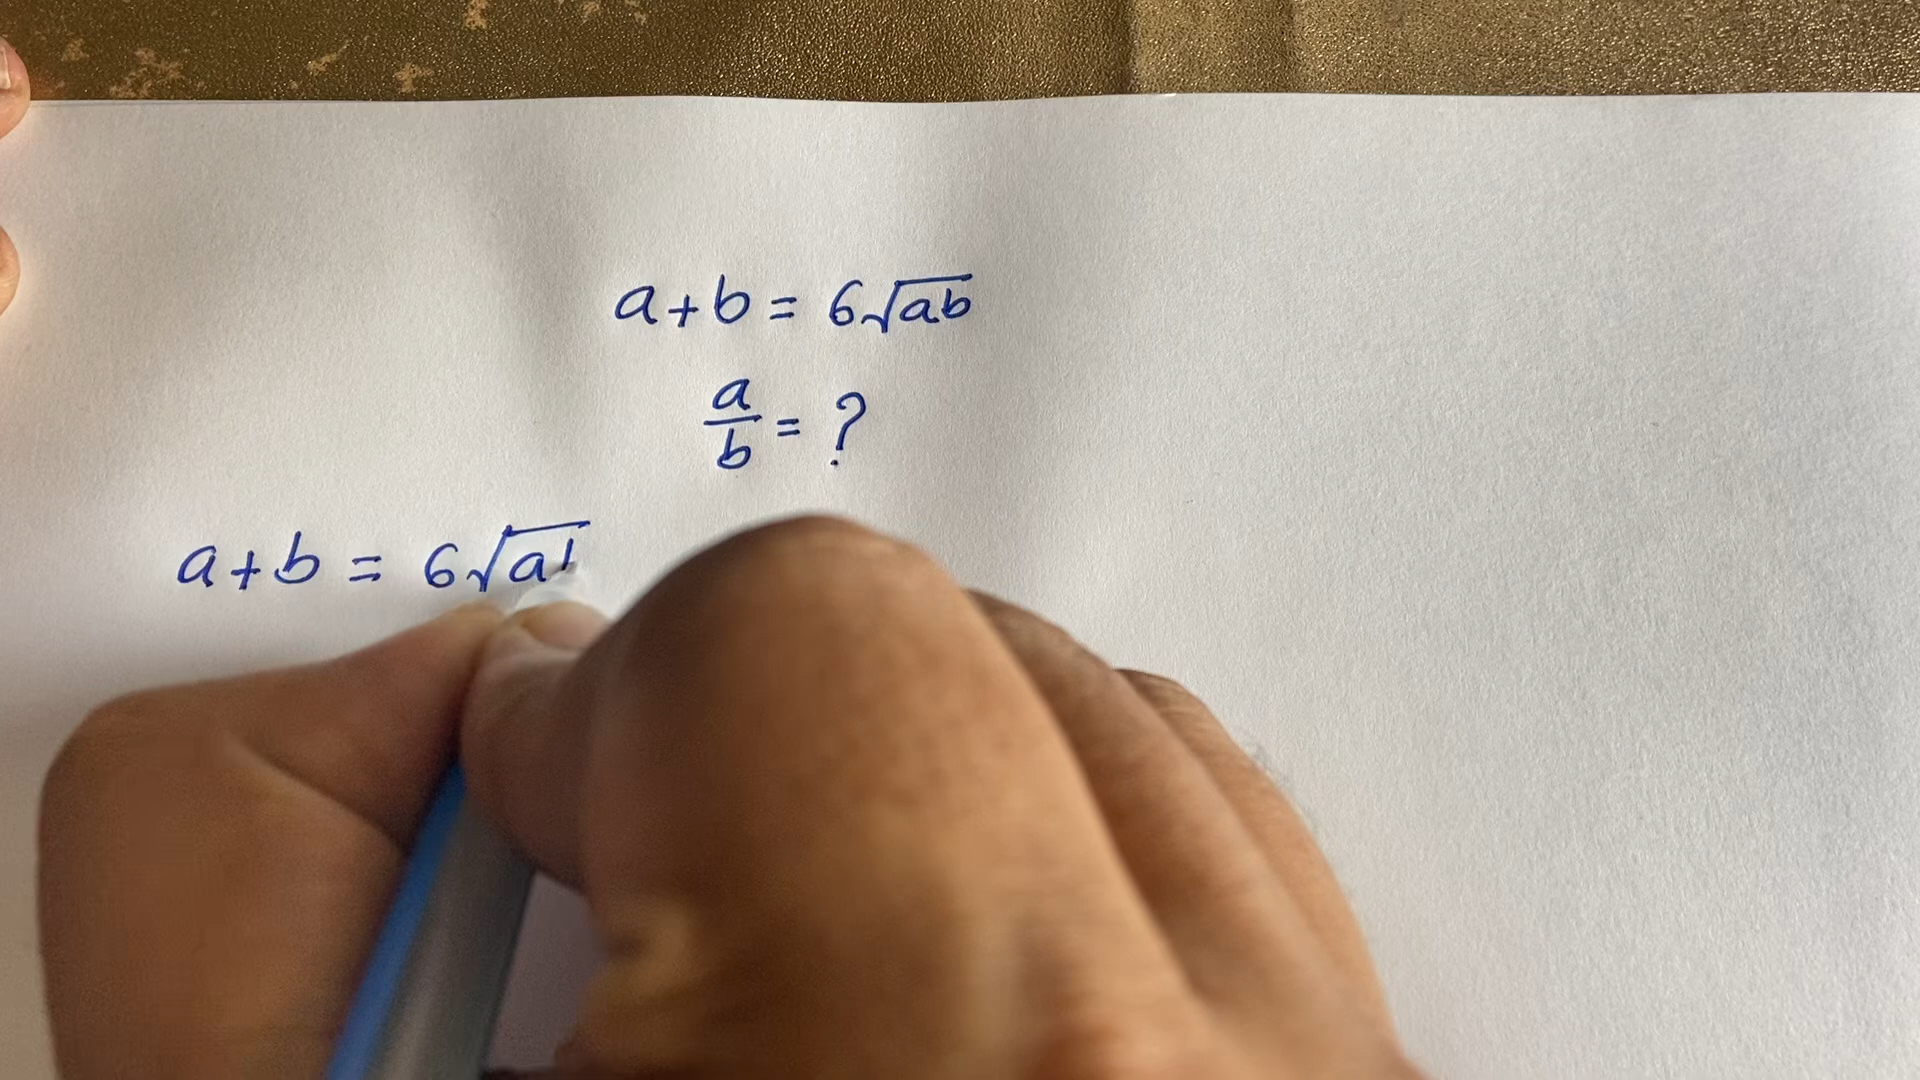 a+b = 6√ab
a/b = ?
a+b = 6√a